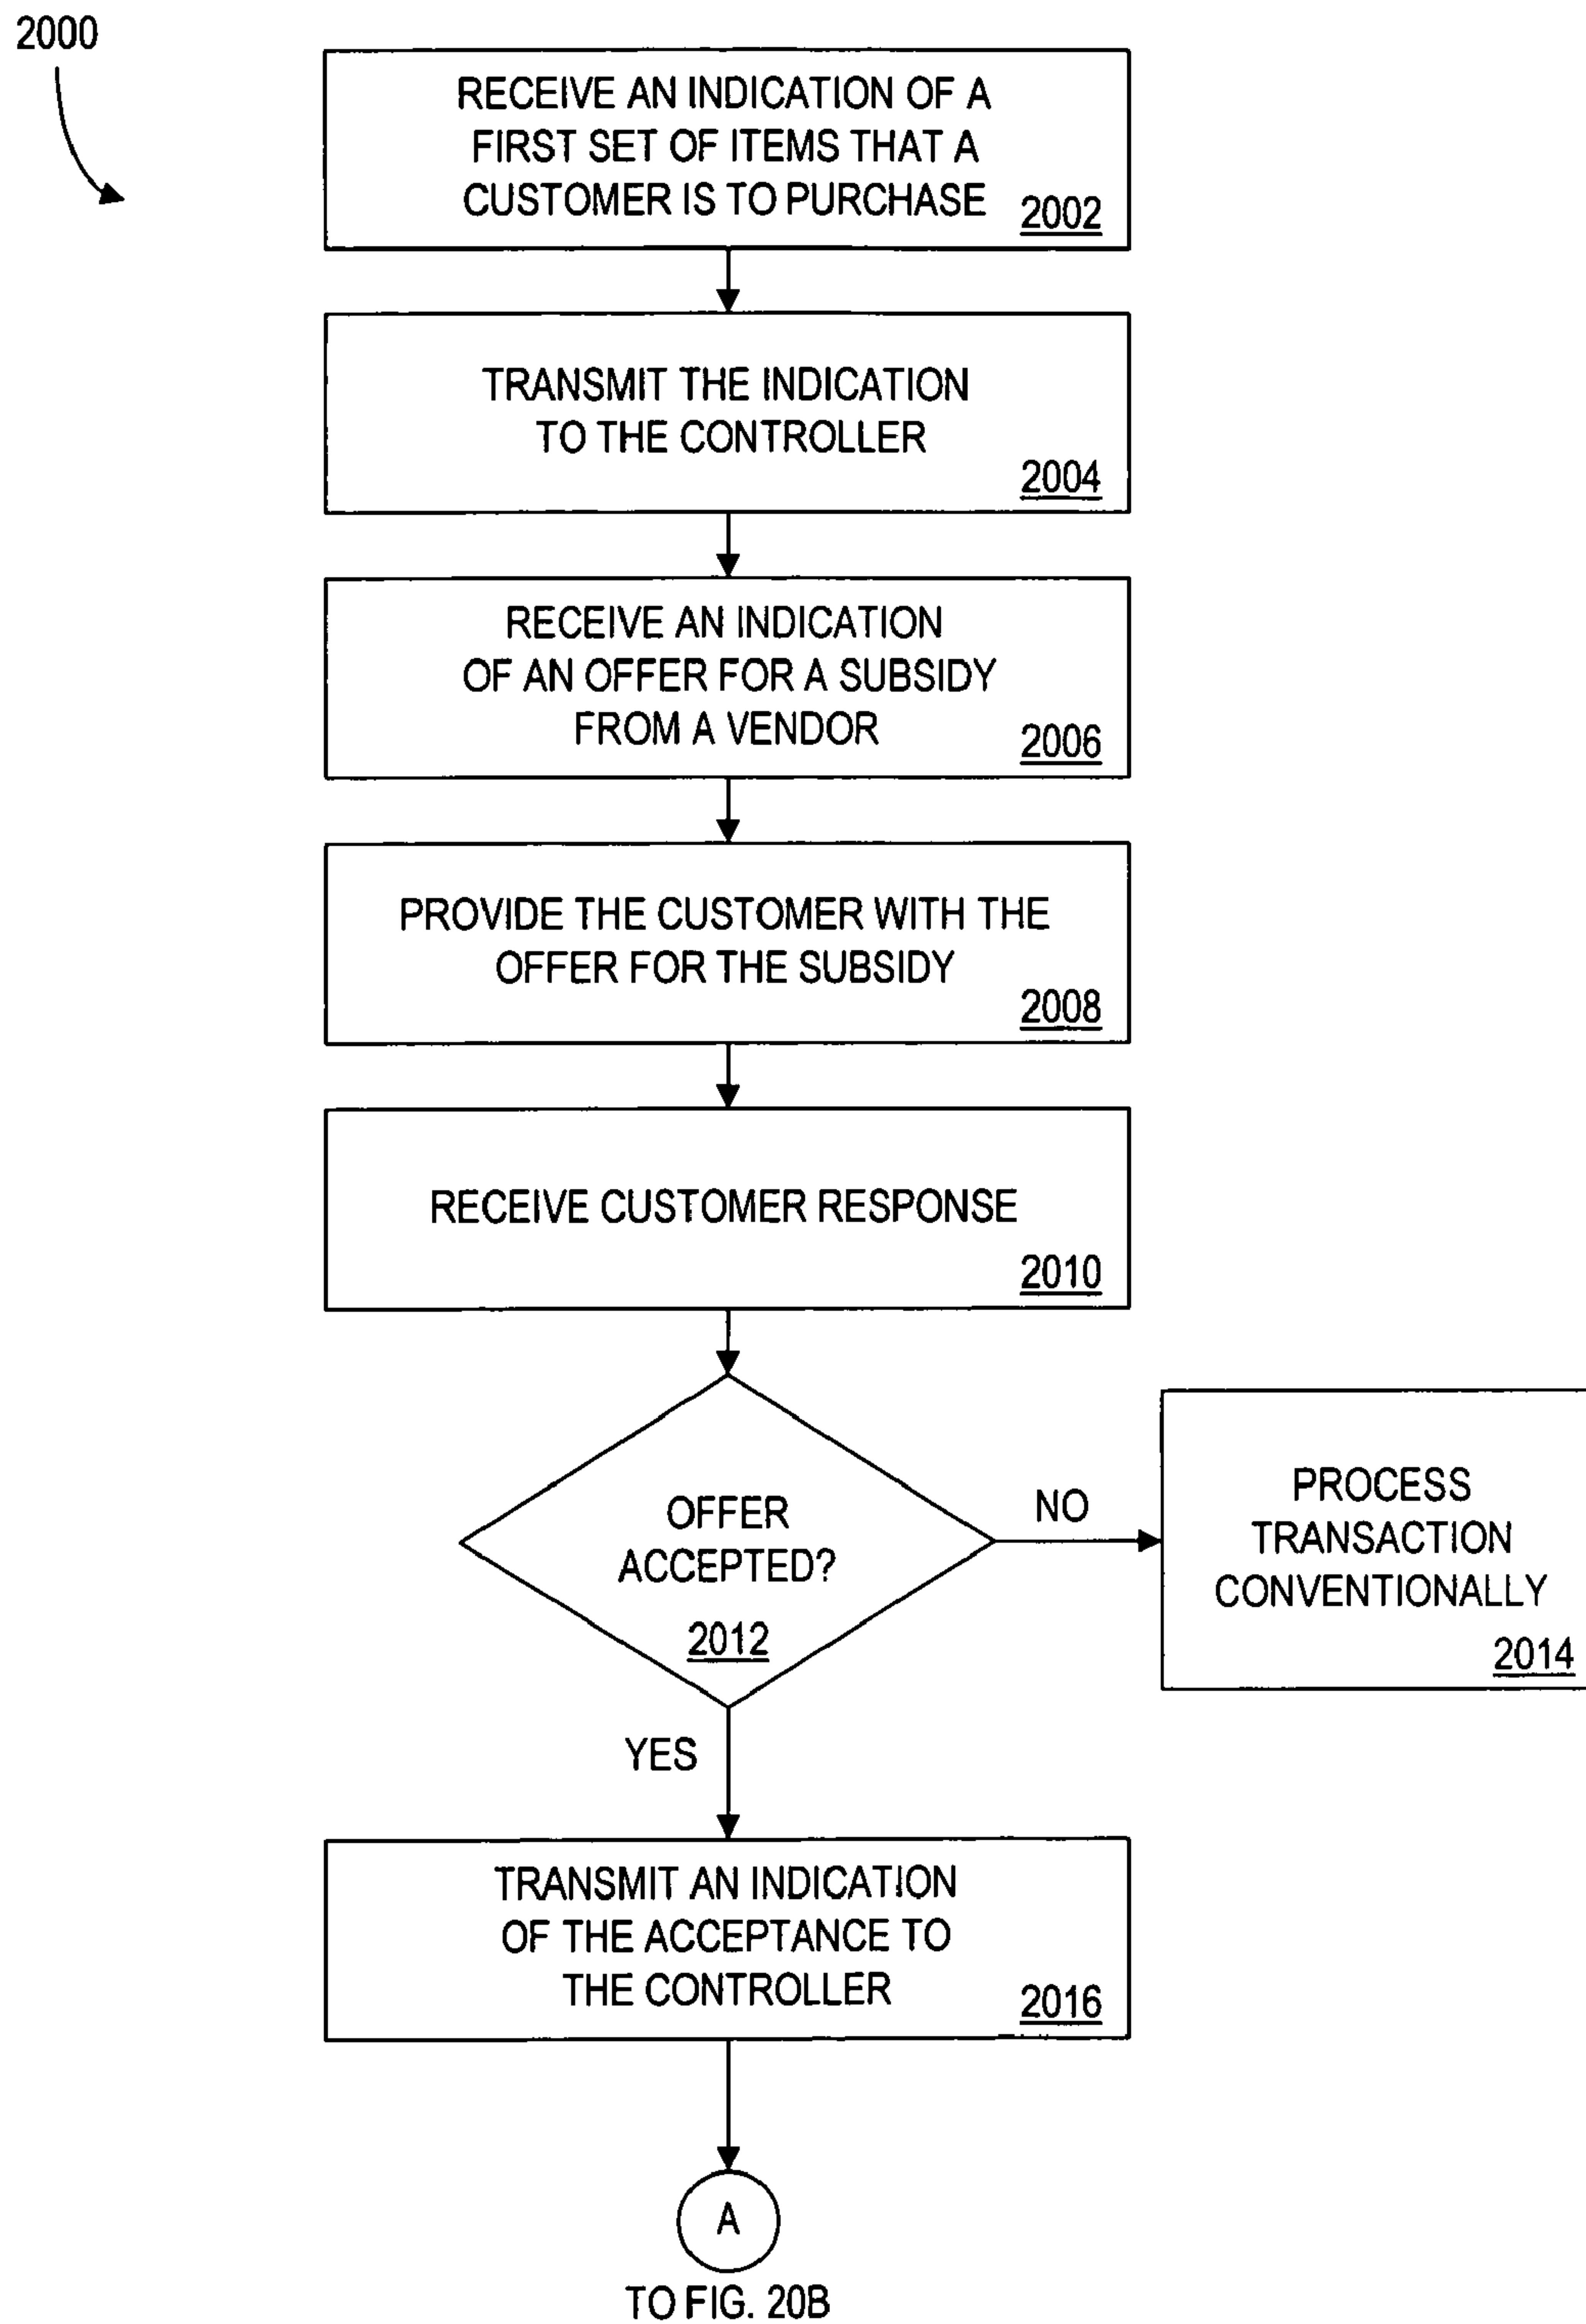 2000
RECEIVE AN INDICATION OF A
FIRST SET OF ITEMS THAT A
CUSTOMER IS TO PURCHASE
2002
TRANSMIT THE INDICATION
TO THE CONTROLLER
2004
RECEIVE AN INDICATION
OF AN OFFER FOR A SUBSIDY
FROM A VENDOR
2006
PROVIDE THE CUSTOMER WITH THE
OFFER FOR THE SUBSIDY
2008
RECEIVE CUSTOMER RESPONSE
2010
OFFER
ACCEPTED?
2012
NO
PROCESS
TRANSACTION
CONVENTIONALLY
2014
YES
TRANSMIT AN INDICATION
OF THE ACCEPTANCE TO
THE CONTROLLER
2016
A
TO FIG. 20B